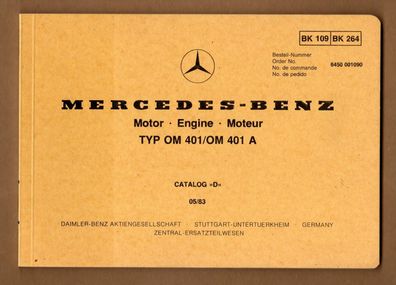 BK 109 BK 264
Bestell-Nummer
Order No.
No. de commande
No. de pedido
6450 001090
MERCEDES-BENZ
Motor · Engine · Moteur
TYP OM 401/OM 401 A
CATALOG »D«
05/83
DAIMLER-BENZ AKTIENGESELLSCHAFT · STUTTGART-UNTERTUERKHEIM · GERMANY
ZENTRAL-ERSATZTEILWESEN